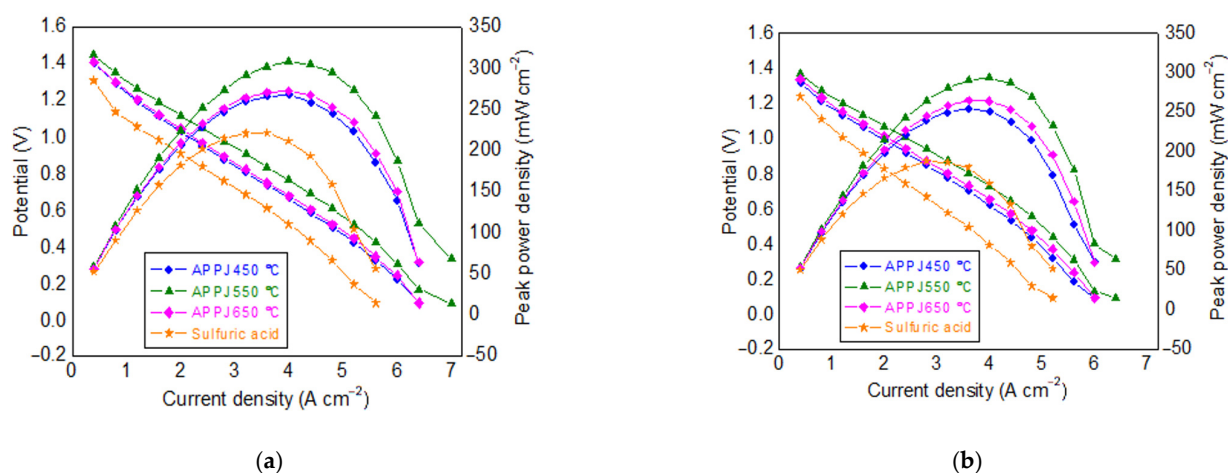 1.6
1.4
1.2
1.0
0.8
0.6
0.4
0.2
0.0
−0.2
Potential (V)
350
300
250
200
150
100
50
0
−50
Peak power density (mW cm−2)
0 1 2 3 4 5 6 7
Current density (A cm−2)
APPJ450 °C
APPJ550 °C
APPJ650 °C
Sulfuric acid
(a)
1.6
1.4
1.2
1.0
0.8
0.6
0.4
0.2
0.0
−0.2
Potential (V)
350
300
250
200
150
100
50
0
−50
Peak power density (mW cm−2)
0 1 2 3 4 5 6 7
Current density (A cm−2)
APPJ450 °C
APPJ550 °C
APPJ650 °C
Sulfuric acid
(b)